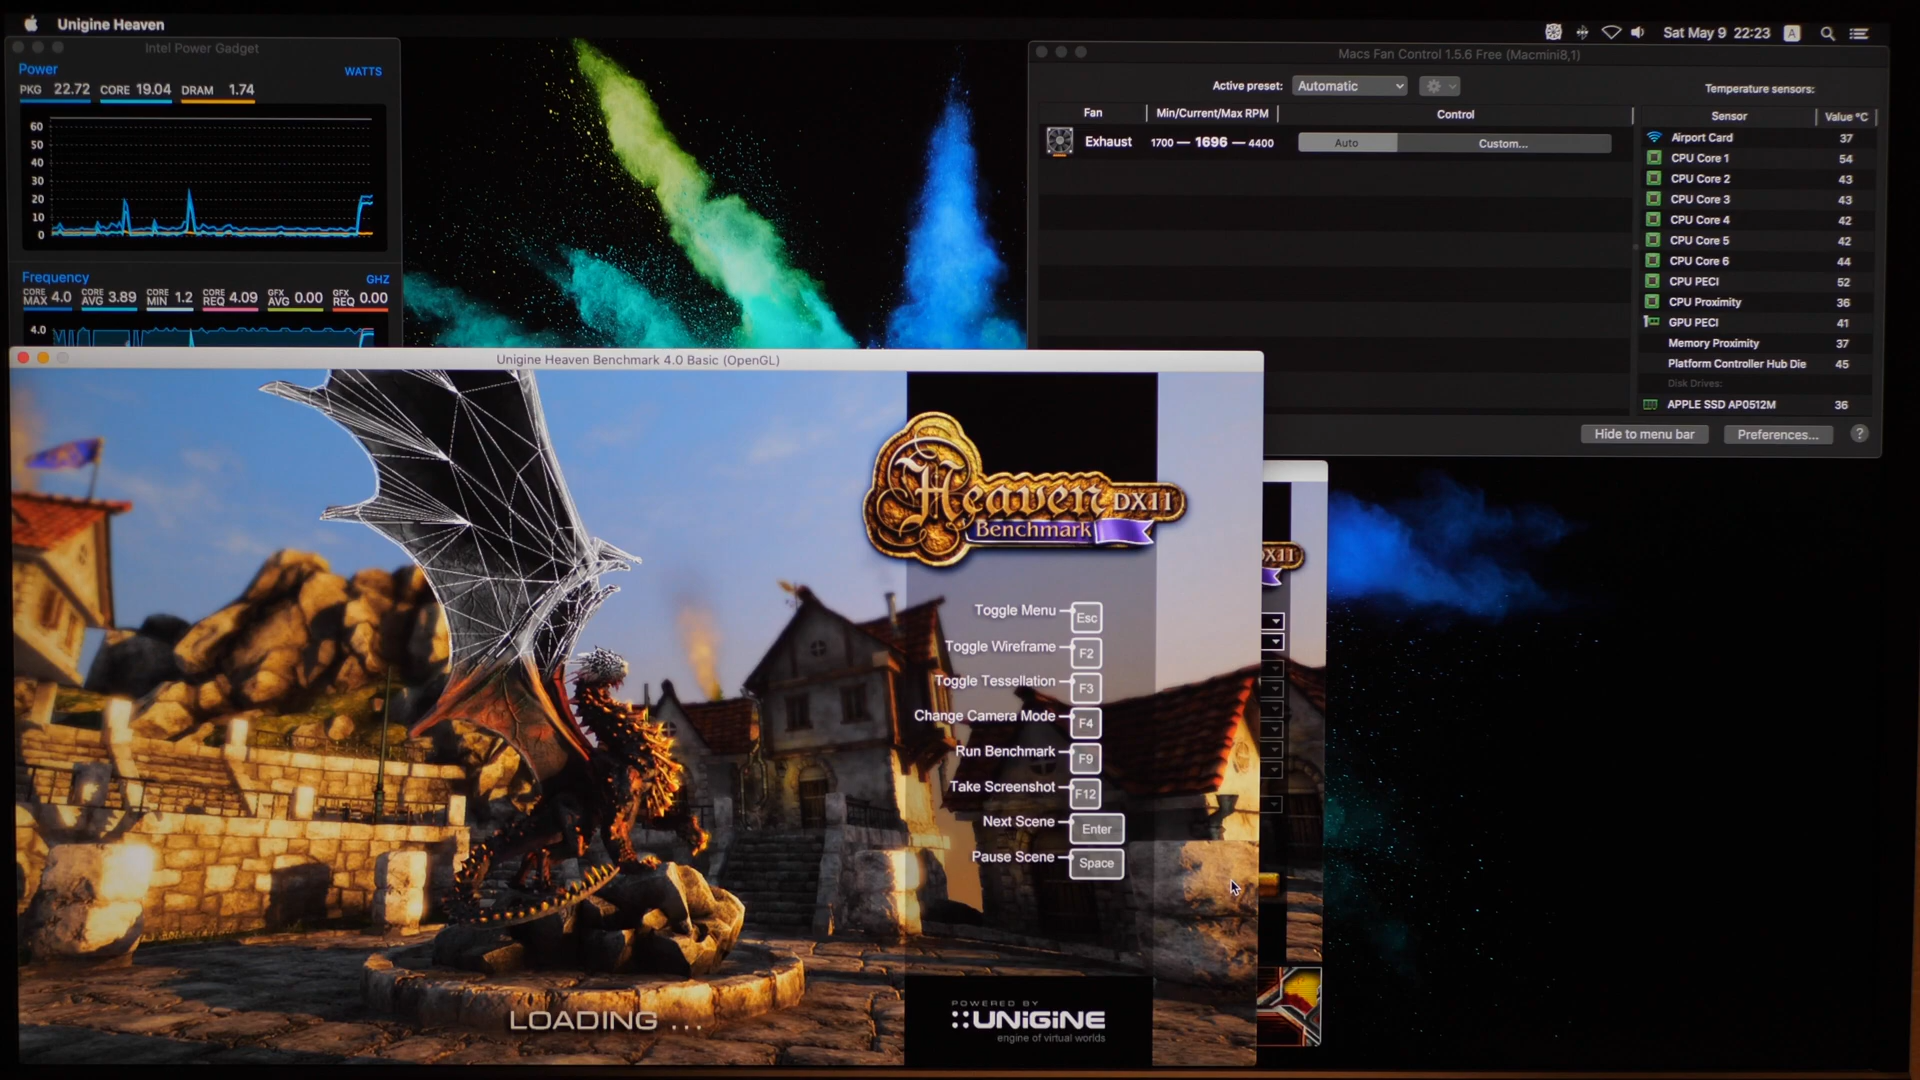 Unigine Heaven
Sat May 9 22:23 A
Intel Power Gadget
Power WATTS
PKG 22.72 CORE 19.04 DRAM 1.74
60
50
40
30
20
10
0
Frequency GHZ
CORE MAX 4.0 CORE AVG 3.89 CORE MIN 1.2 CORE REQ 4.09 GFX AVG 0.00 GFX REQ 0.00
4.0
Macs Fan Control 1.5.6 Free (Macmini8,1)
Active preset: Automatic
Fan Min/Current/Max RPM Control
Exhaust 1700 — 1696 — 4400 Auto Custom...
Temperature sensors:
Sensor Value °C
Airport Card 37
CPU Core 1 54
CPU Core 2 43
CPU Core 3 43
CPU Core 4 42
CPU Core 5 42
CPU Core 6 44
CPU PECI 52
CPU Proximity 36
GPU PECI 41
Memory Proximity 37
Platform Controller Hub Die 45
Disk Drives:
APPLE SSD AP0512M 36
Hide to menu bar Preferences... ?
Unigine Heaven Benchmark 4.0 Basic (OpenGL)
Heaven DX11
Benchmark
DX11
Toggle Menu Esc
Toggle Wireframe F2
Toggle Tessellation F3
Change Camera Mode F4
Run Benchmark F9
Take Screenshot F12
Next Scene Enter
Pause Scene Space
LOADING ...
POWERED BY
UNIGINE
engine of virtual worlds